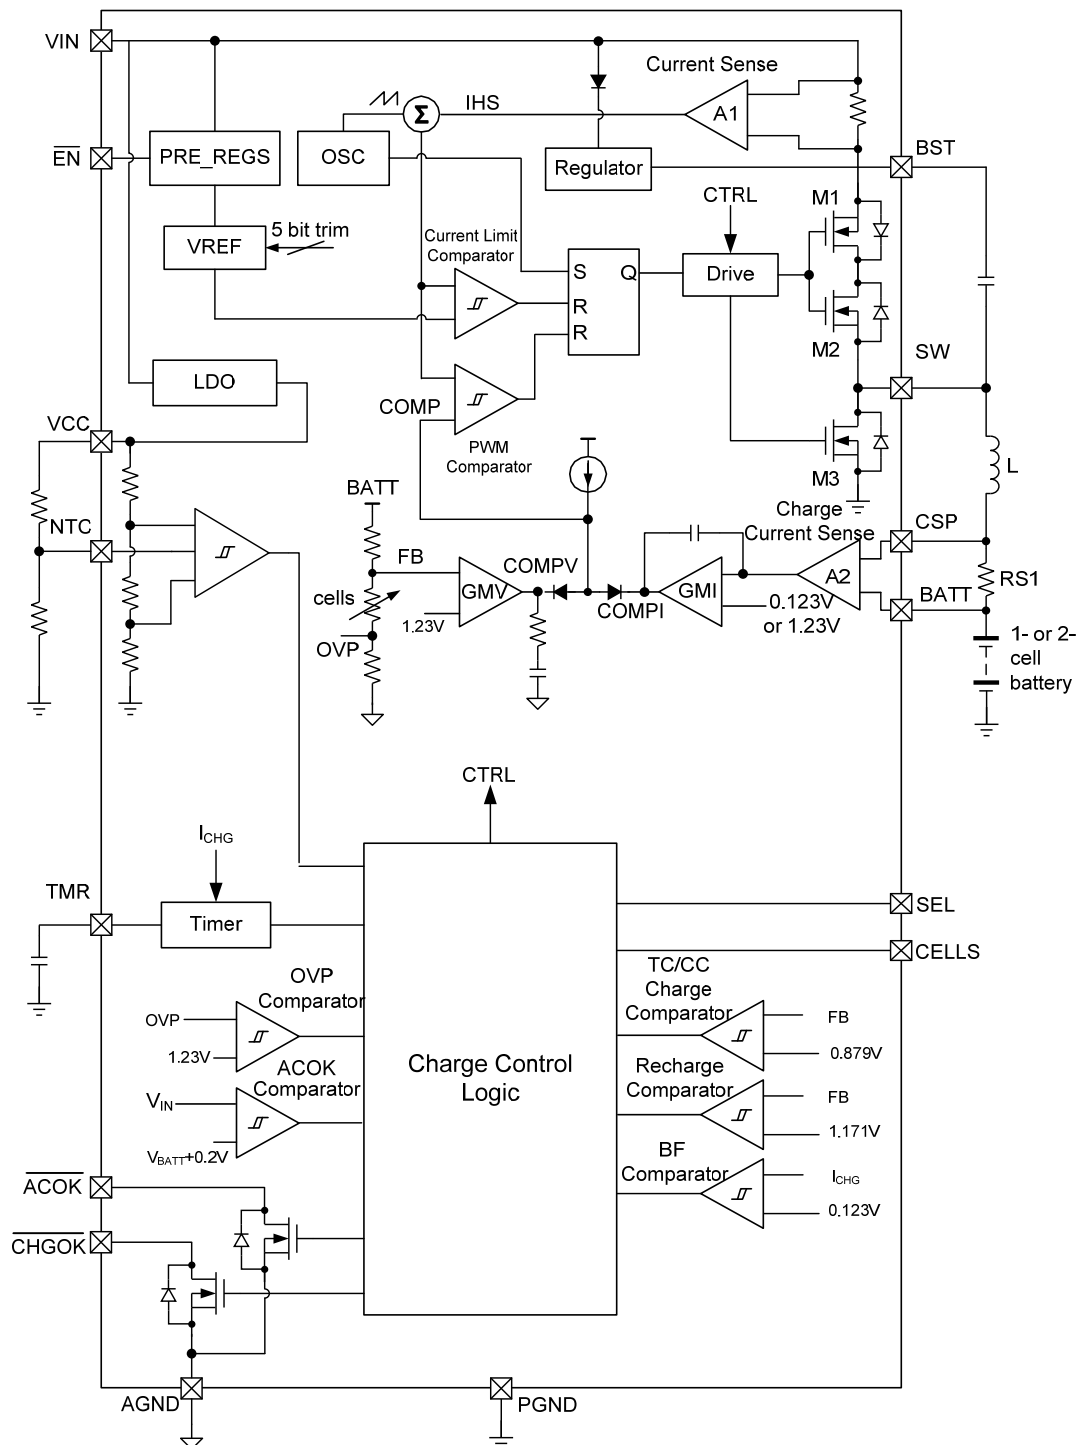 VIN
Current Sense
IHS
Σ
A1
EN
PRE_REGS
OSC
Regulator
BST
CTRL
M1
5 bit trim
VREF
Current Limit
Comparator
S
Q
R
R
Drive
M2
SW
LDO
COMP
VCC
PWM
Comparator
M3
L
BATT
Charge
Current Sense
NTC
CSP
FB
COMPV
A2
RS1
cells
GMV
GMI
BATT
COMPI
0.123V
or 1.23V
1.23V
OVP
1- or 2-
cell
battery
CTRL
ICHG
TMR
Timer
SEL
CELLS
OVP
Comparator
TC/CC
Charge
Comparator
OVP
FB
1.23V
0.879V
Charge Control
Logic
ACOK
Comparator
Recharge
Comparator
VIN
FB
VBATT+0.2V
1.171V
BF
Comparator
ICHG
0.123V
ACOK
CHGOK
AGND
PGND